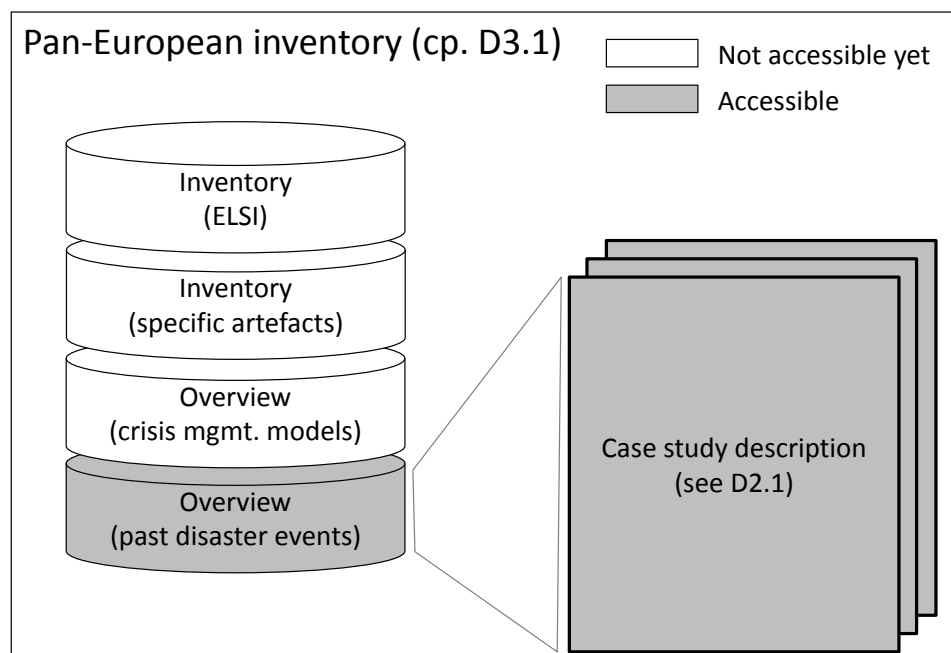 Pan-European inventory (cp. D3.1)
Not accessible yet
Accessible
Inventory
(ELSI)
Inventory
(specific artefacts)
Overview
(crisis mgmt. models)
Overview
(past disaster events)
Case study description
(see D2.1)